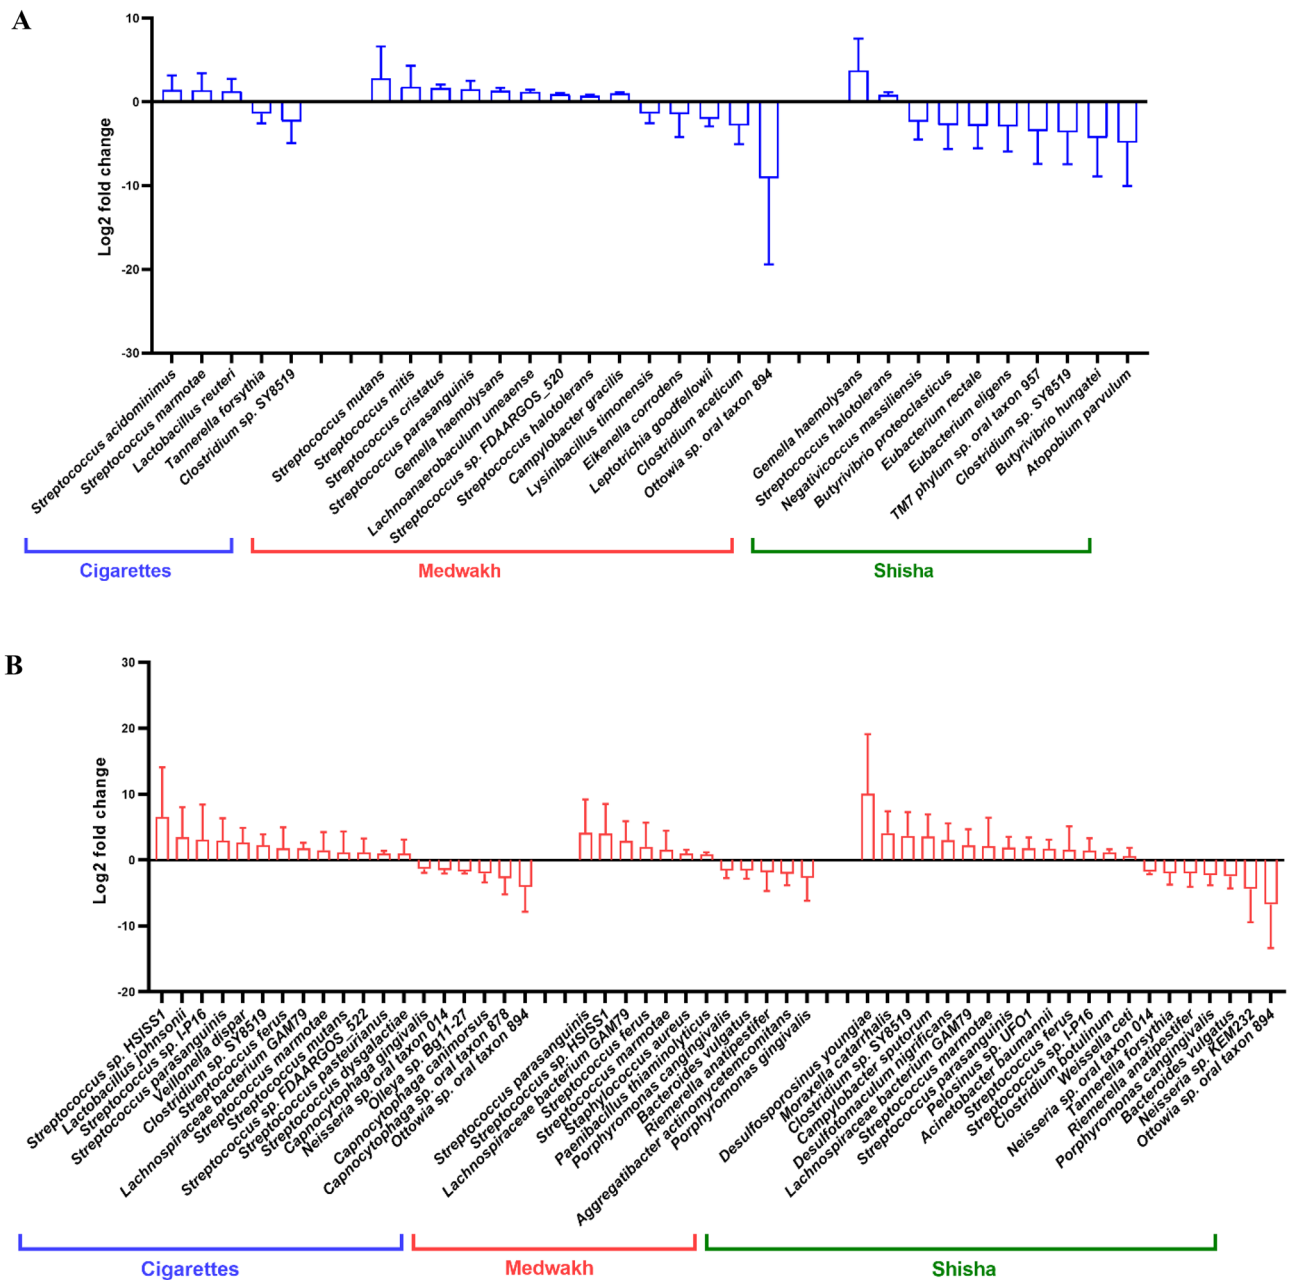 A
10
0
-10
-20
-30
Log2 fold change
Streptococcus acidominimus
Streptococcus marmotae
Lactobacillus reuteri
Tannerella forsythia
Clostridium sp. SY8519
Streptococcus mutans
Streptococcus mitis
Streptococcus cristatus
Streptococcus parasanguinis
Gemella haemolysans
Lachnoanaerobaculum umeaense
Streptococcus sp. FDAARGOS_520
Streptococcus halotolerans
Campylobacter gracilis
Lysinibacillus timonensis
Eikenella corrodens
Leptotrichia goodfellowii
Clostridium aceticum
Ottowia sp. oral taxon 894
Gemella haemolysans
Streptococcus halotolerans
Negativicoccus massiliensis
Butyrivibrio proteoclasticus
Eubacterium rectale
Eubacterium eligens
TM7 phylum sp. oral taxon 957
Clostridium sp. SY8519
Butyrivibrio hungatei
Atopobium parvulum
Cigarettes
Medwakh
Shisha
B
30
20
10
0
-10
-20
Log2 fold change
Streptococcus sp. HSISS1
Lactobacillus johnsonii
Streptococcus sp. I-P16
Streptococcus parasanguinis
Veillonella dispar
Clostridium sp. SY8519
Streptococcus ferus
Lachnospiraceae bacterium GAM79
Streptococcus marmotae
Streptococcus mutans
Streptococcus sp. FDAARGOS_522
Streptococcus pasteurianus
Streptococcus dysgalactiae
Capnocytophaga gingivalis
Neisseria sp. oral taxon 014
Olleya sp. Bg11-27
Capnocytophaga canimorsus
Capnocytophaga sp. oral taxon 878
Ottowia sp. oral taxon 894
Streptococcus parasanguinis
Streptococcus sp. HSISS1
Lachnospiraceae bacterium GAM79
Streptococcus ferus
Streptococcus marmotae
Staphylococcus aureus
Paenibacillus thiaminolyticus
Porphyromonas cangingivalis
Bacteroides vulgatus
Riemerella anatipestifer
Aggregatibacter actinomycetemcomitans
Porphyromonas gingivalis
Desulfosporosinus youngiae
Moraxella catarrhalis
Clostridium sp. SY8519
Campylobacter sputorum
Desulfotomaculum nigrificans
Lachnospiraceae bacterium GAM79
Streptococcus marmotae
Streptococcus parasanguinis
Pelosinus sp. UFO1
Acinetobacter baumannii
Streptococcus ferus
Streptococcus sp. I-P16
Clostridium botulinum
Weissella ceti
Neisseria sp. oral taxon 014
Tannerella forsythia
Riemerella anatipestifer
Porphyromonas cangingivalis
Bacteroides vulgatus
Neisseria sp. KEM232
Ottowia sp. oral taxon 894
Cigarettes
Medwakh
Shisha